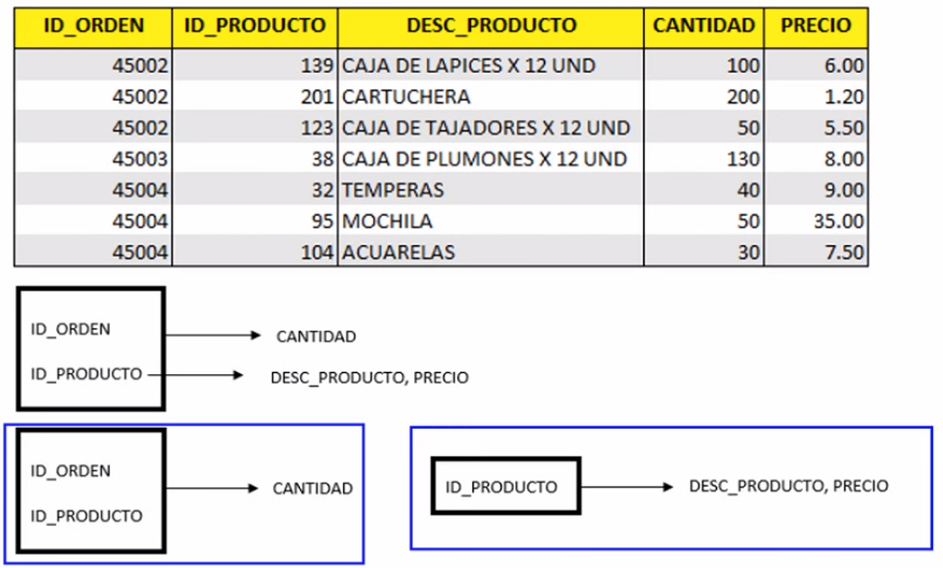 ID_ORDEN ID_PRODUCTO DESC_PRODUCTO CANTIDAD PRECIO
45002 139 CAJA DE LAPICES X 12 UND 100 6.00
45002 201 CARTUCHERA 200 1.20
45002 123 CAJA DE TAJADORES X 12 UND 50 5.50
45003 38 CAJA DE PLUMONES X 12 UND 130 8.00
45004 32 TEMPERAS 40 9.00
45004 95 MOCHILA 50 35.00
45004 104 ACUARELAS 30 7.50
ID_ORDEN
CANTIDAD
ID_PRODUCTO
DESC_PRODUCTO, PRECIO
ID_ORDEN
ID_PRODUCTO
CANTIDAD
ID_PRODUCTO
DESC_PRODUCTO, PRECIO